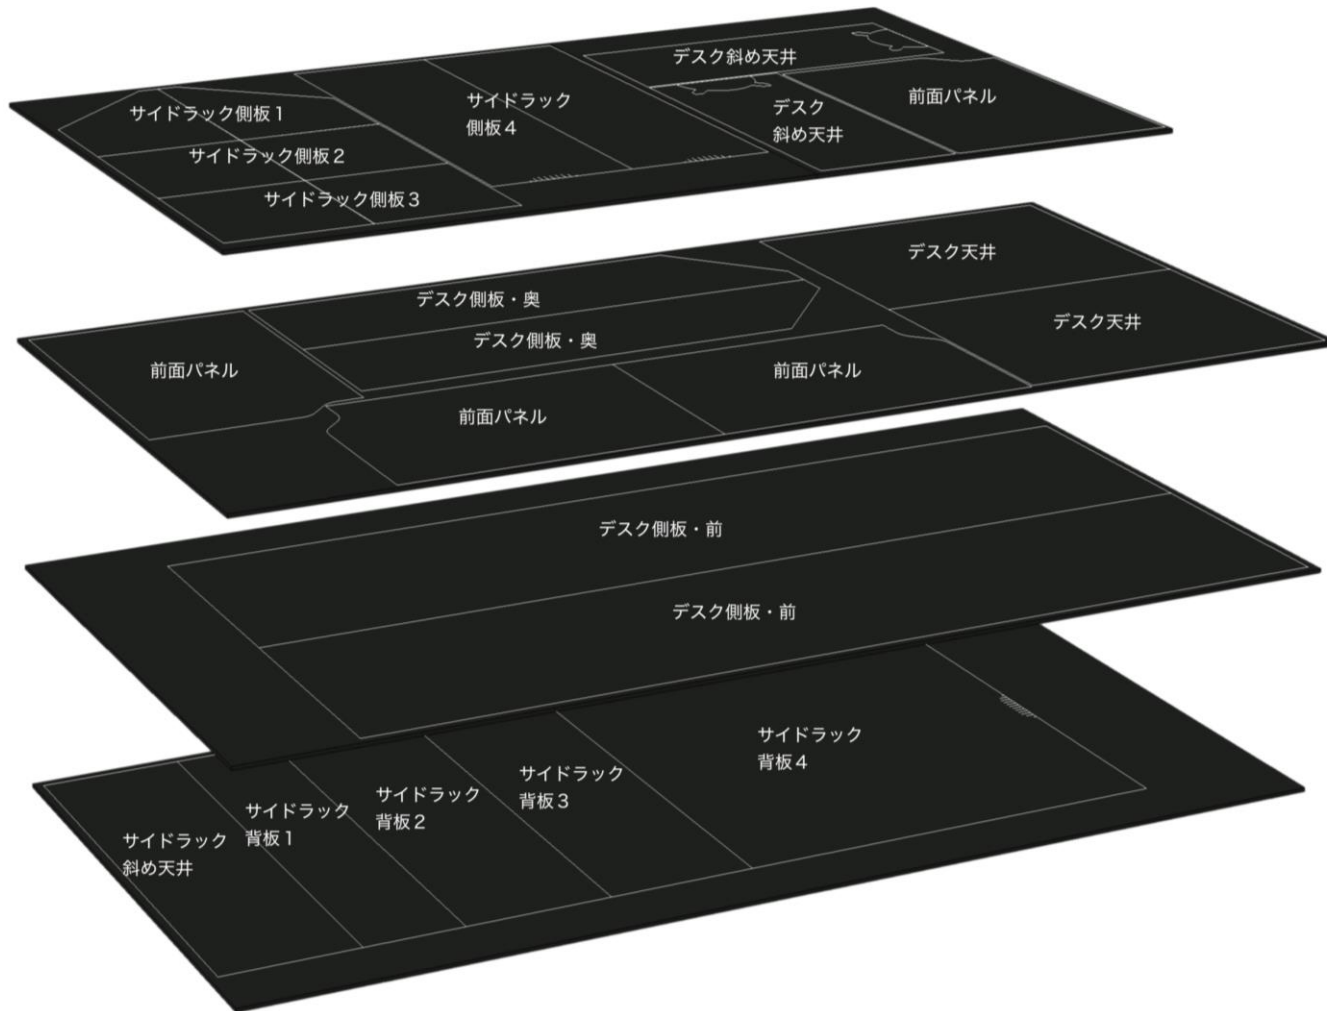 デスク斜め天井
サイドラック側板1
サイドラック
側板4
デスク
斜め天井
前面パネル
サイドラック側板2
サイドラック側板3
デスク側板・奥
デスク天井
デスク側板・奥
デスク天井
前面パネル
前面パネル
前面パネル
デスク側板・前
デスク側板・前
サイドラック
斜め天井
サイドラック
背板1
サイドラック
背板2
サイドラック
背板3
サイドラック
背板4